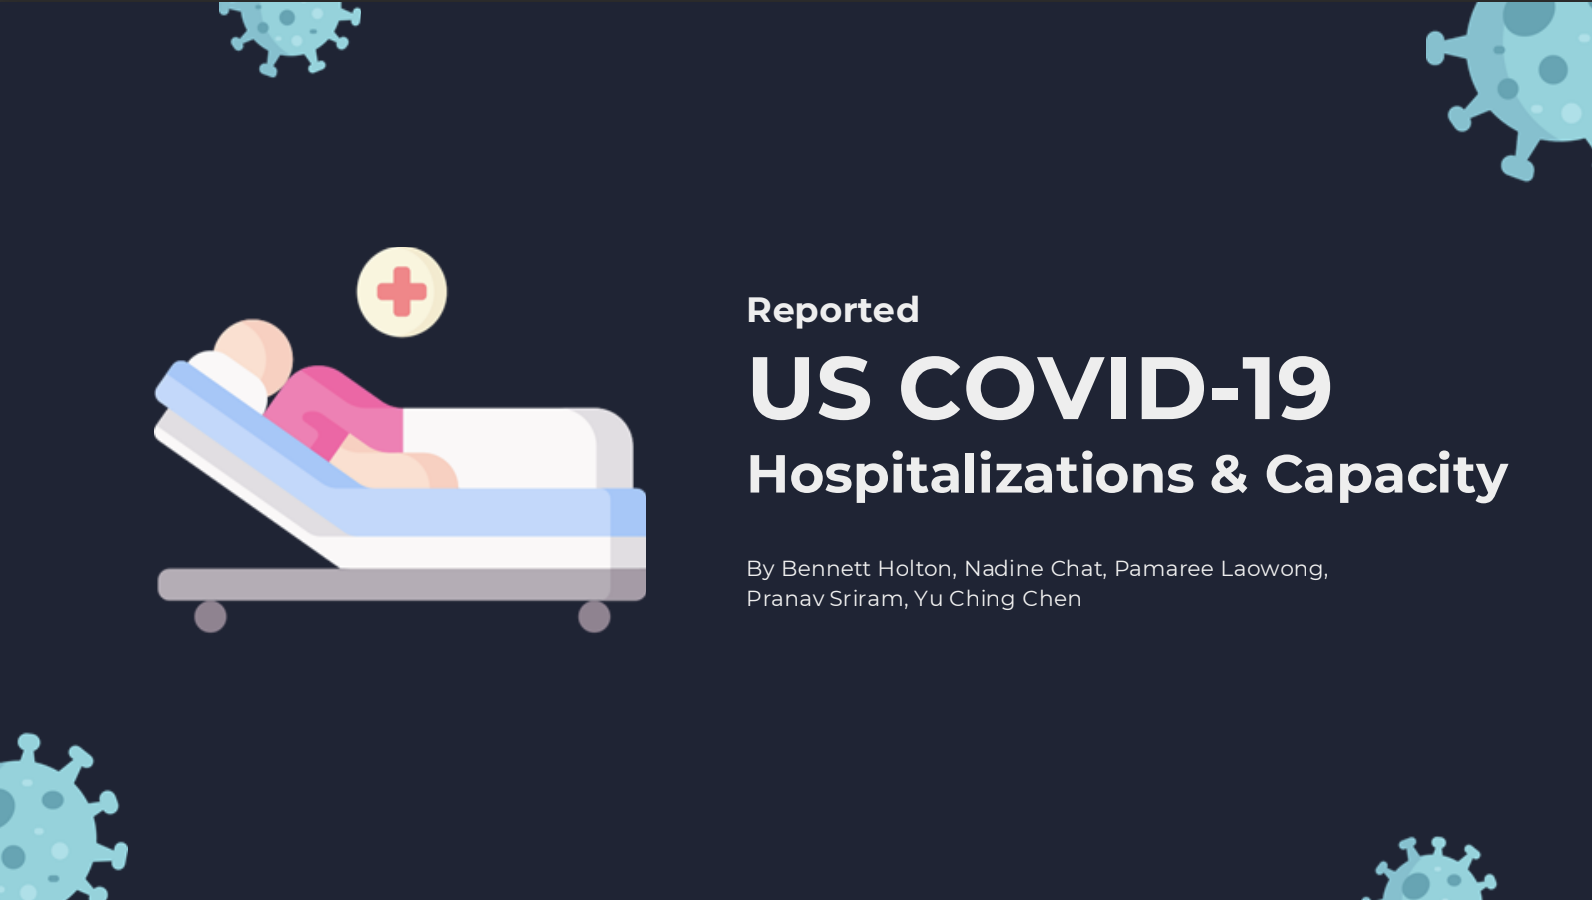 Reported
US COVID-19
Hospitalizations & Capacity
By Bennett Holton, Nadine Chat, Pamaree Laowong,
Pranav Sriram, Yu Ching Chen